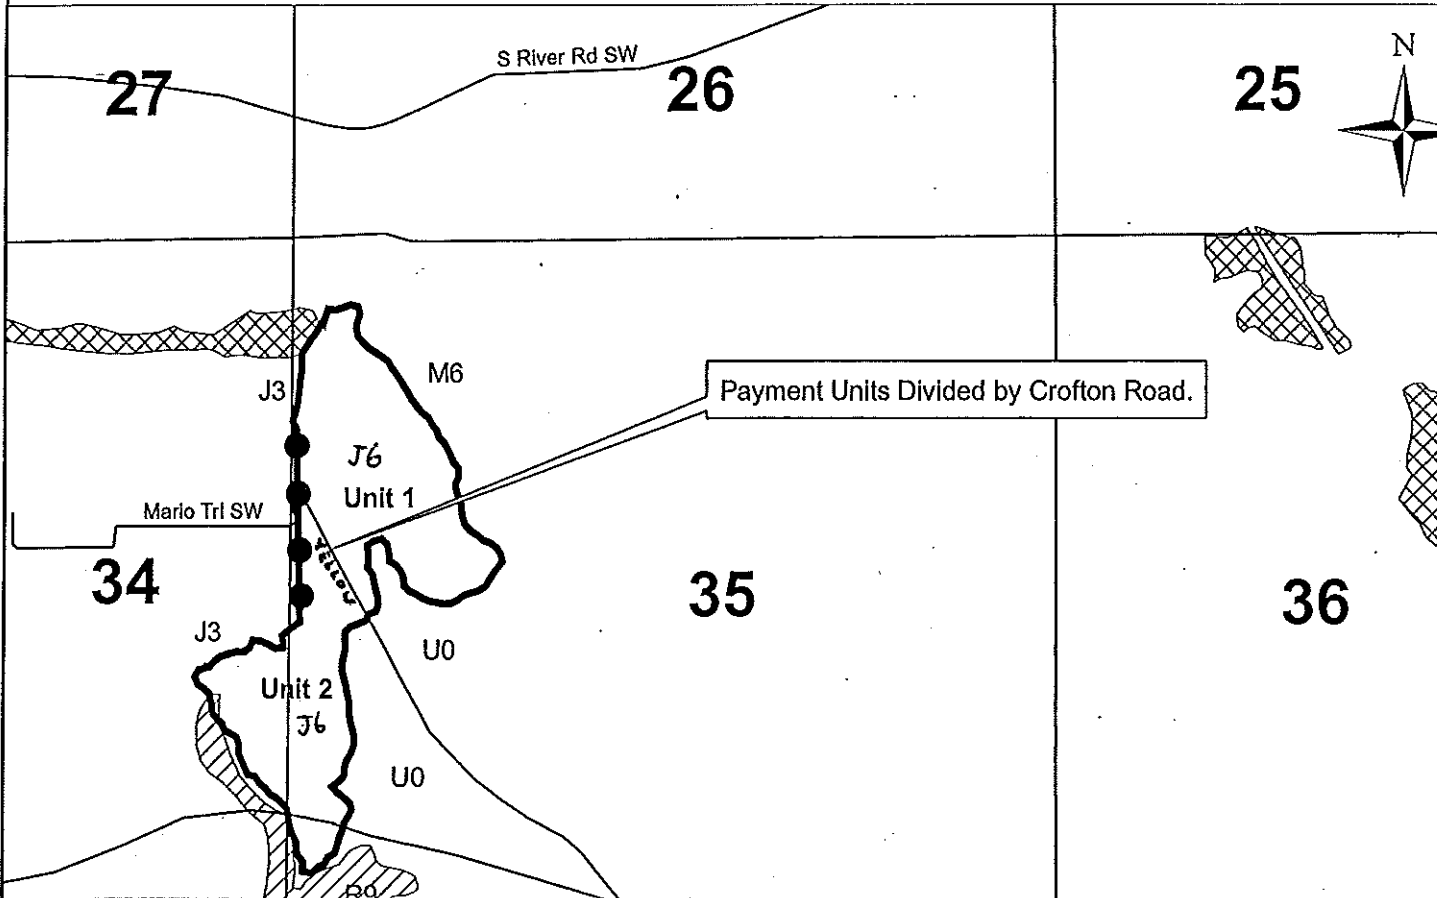 S River Rd SW
N
27
26
25
J3
M6
Payment Units Divided by Crofton Road.
J6
Unit 1
Mario Trl SW
YELLOW
34
35
36
J3
U0
Unit 2
J6
U0